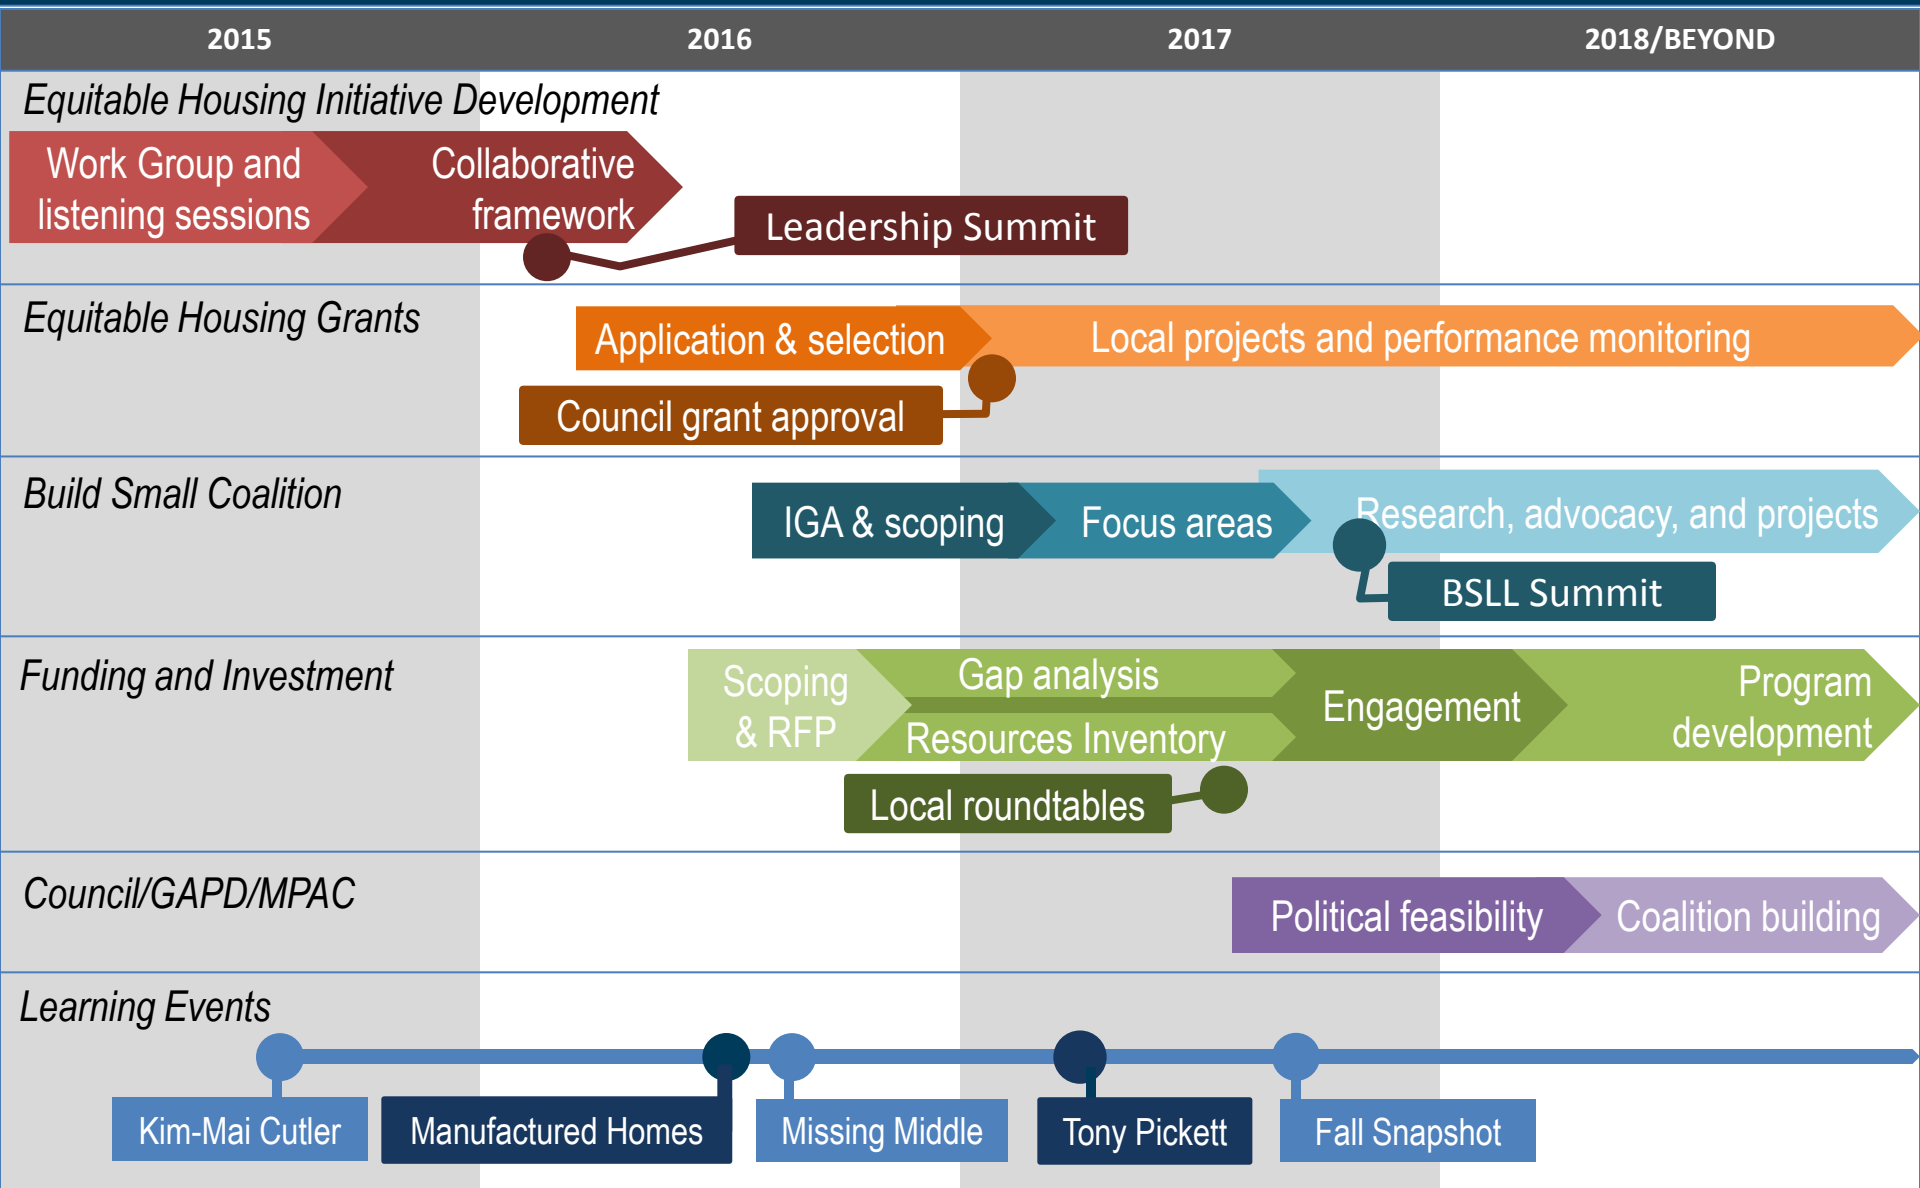 2015
2016
2017
2018/BEYOND
Equitable Housing Initiative Development
Work Group and
listening sessions
Collaborative
framework
Leadership Summit
Equitable Housing Grants
Application & selection
Local projects and performance monitoring
Council grant approval
Build Small Coalition
IGA & scoping
Focus areas
Research, advocacy, and projects
BSLL Summit
Funding and Investment
Scoping
& RFP
Gap analysis
Resources Inventory
Engagement
Program
development
Local roundtables
Council/GAPD/MPAC
Political feasibility
Coalition building
Learning Events
Kim-Mai Cutler
Manufactured Homes
Missing Middle
Tony Pickett
Fall Snapshot